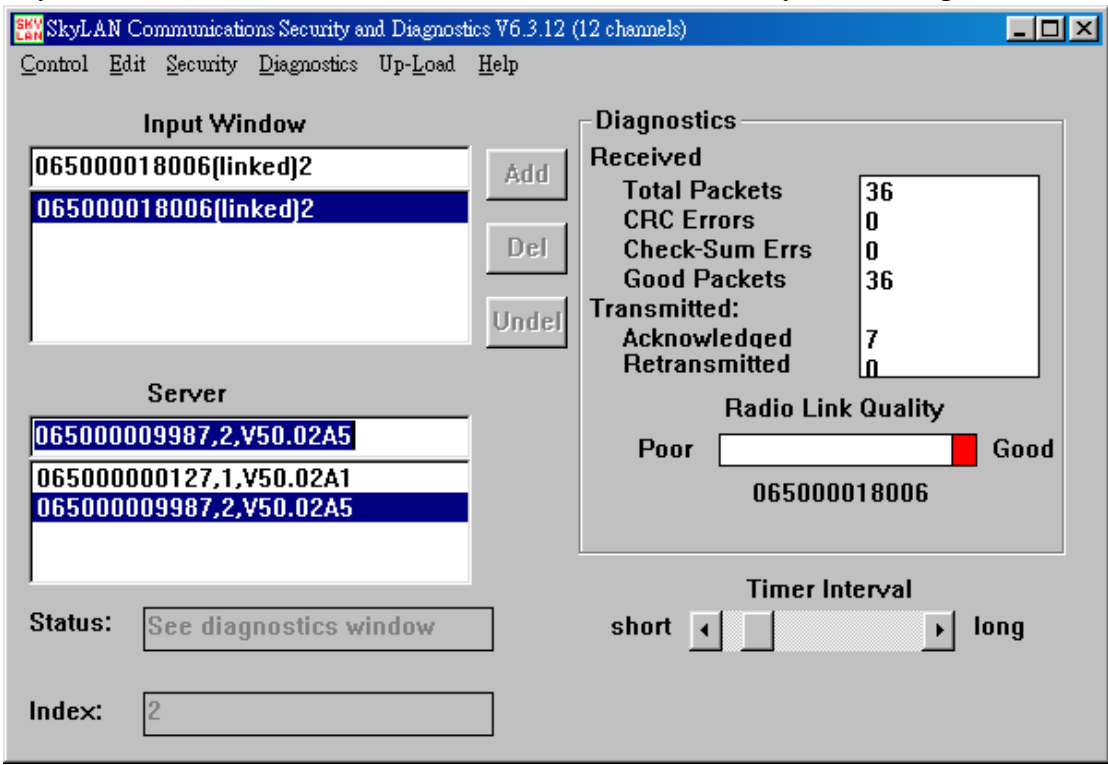 SKY LAN SkyLAN Communications Security and Diagnostics V6.3.12 (12 channels)
Control Edit Security Diagnostics Up-Load Help
Input Window
065000018006(linked)2
065000018006(linked)2
Add
Del
Undel
Server
065000009987,2,V50.02A5
065000000127,1,V50.02A1
065000009987,2,V50.02A5
Status: See diagnostics window
Index: 2
Diagnostics
Received
Total Packets 36
CRC Errors 0
Check-Sum Errs 0
Good Packets 36
Transmitted:
Acknowledged 7
Retransmitted 0
Radio Link Quality
Poor Good
065000018006
Timer Interval
short long